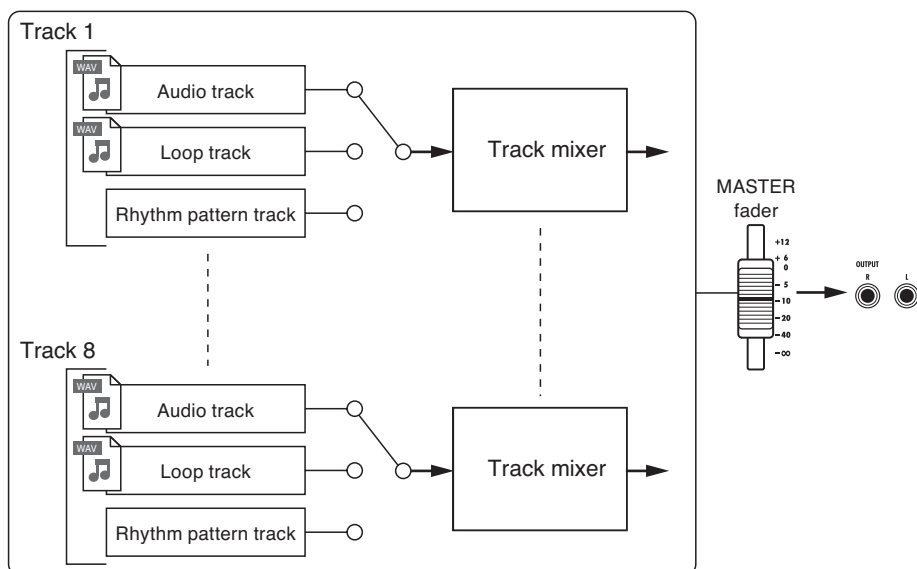 Track 1
WAV
Audio track
WAV
Loop track
Rhythm pattern track
Track mixer
Track 8
WAV
Audio track
WAV
Loop track
Rhythm pattern track
Track mixer
MASTER
fader
+12
+ 6
0
- 5
- 10
- 20
- 40
- ∞
OUTPUT
R L